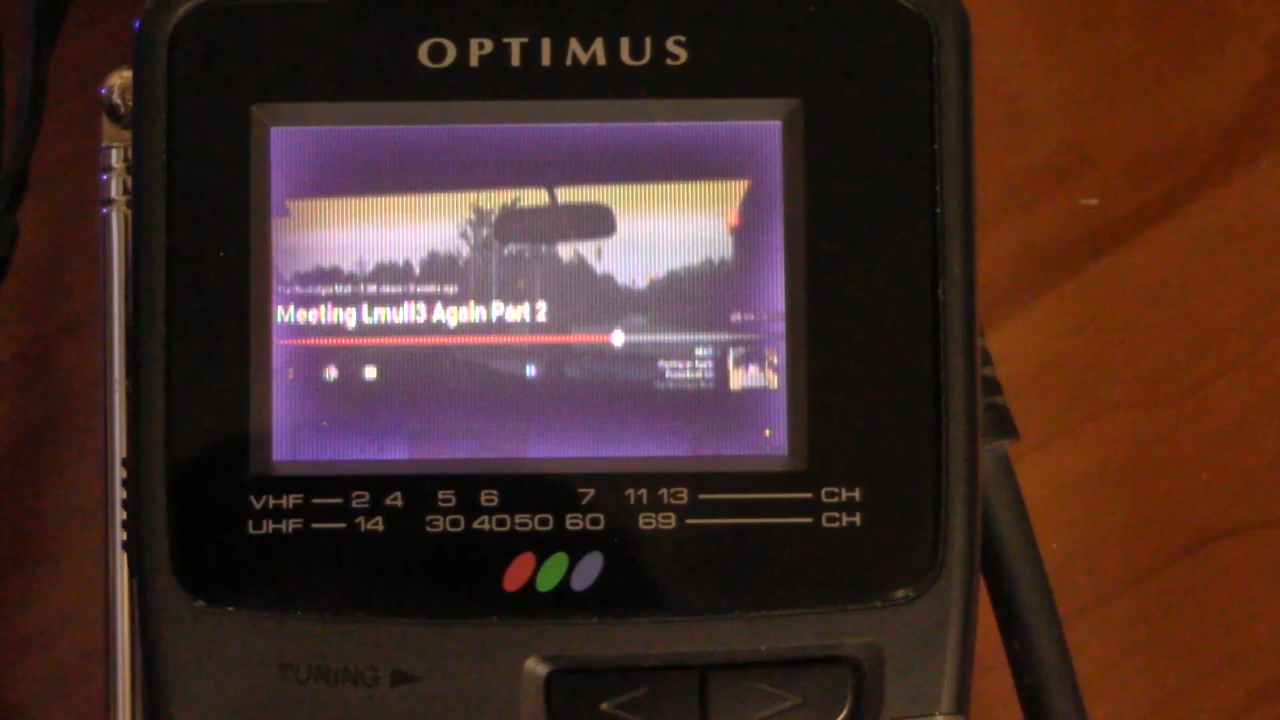 OPTIMUS
Meeting Lmull3 Again Part 2
VHF — 2 4 5 6 7 11 13 — CH
UHF — 14 30 40 50 60 69 — CH
TUNING ►